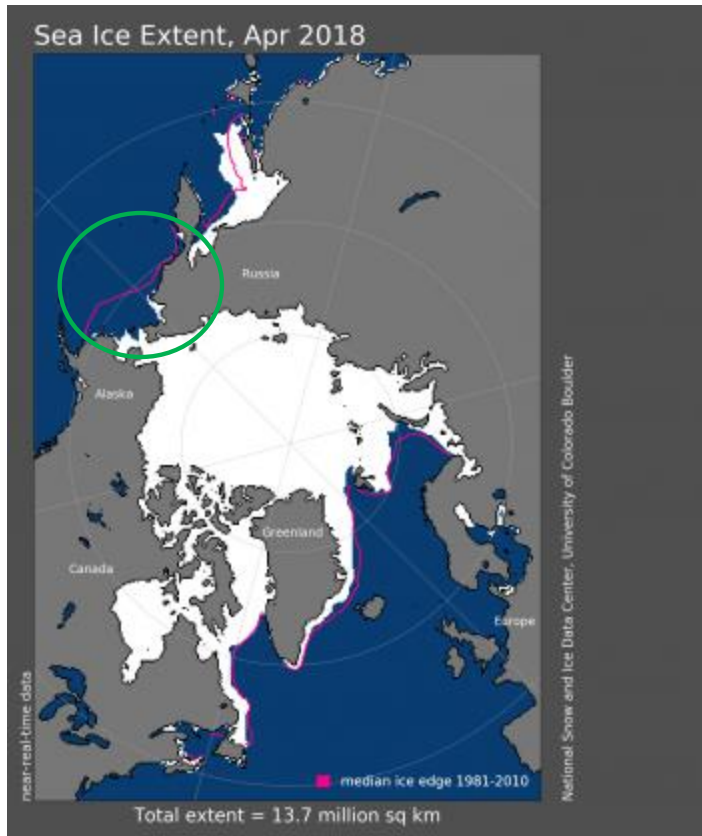 Sea Ice Extent, Apr 2018
Russia
Alaska
Greenland
Canada
Europe
near-real-time data
National Snow and Ice Data Center, University of Colorado Boulder
median ice edge 1981-2010
Total extent = 13.7 million sq km